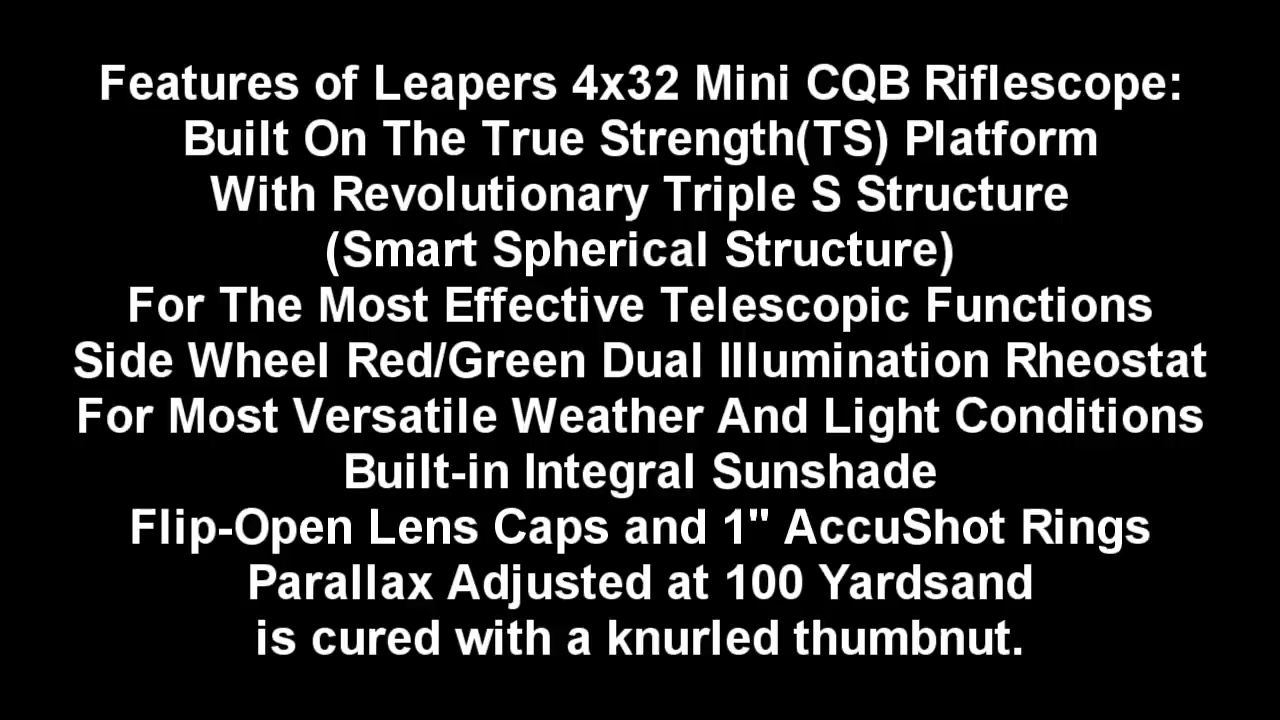 Features of Leapers 4x32 Mini CQB Riflescope:
Built On The True Strength(TS) Platform
With Revolutionary Triple S Structure
(Smart Spherical Structure)
For The Most Effective Telescopic Functions
Side Wheel Red/Green Dual Illumination Rheostat
For Most Versatile Weather And Light Conditions
Built-in Integral Sunshade
Flip-Open Lens Caps and 1" AccuShot Rings
Parallax Adjusted at 100 Yardsand
is cured with a knurled thumbnut.